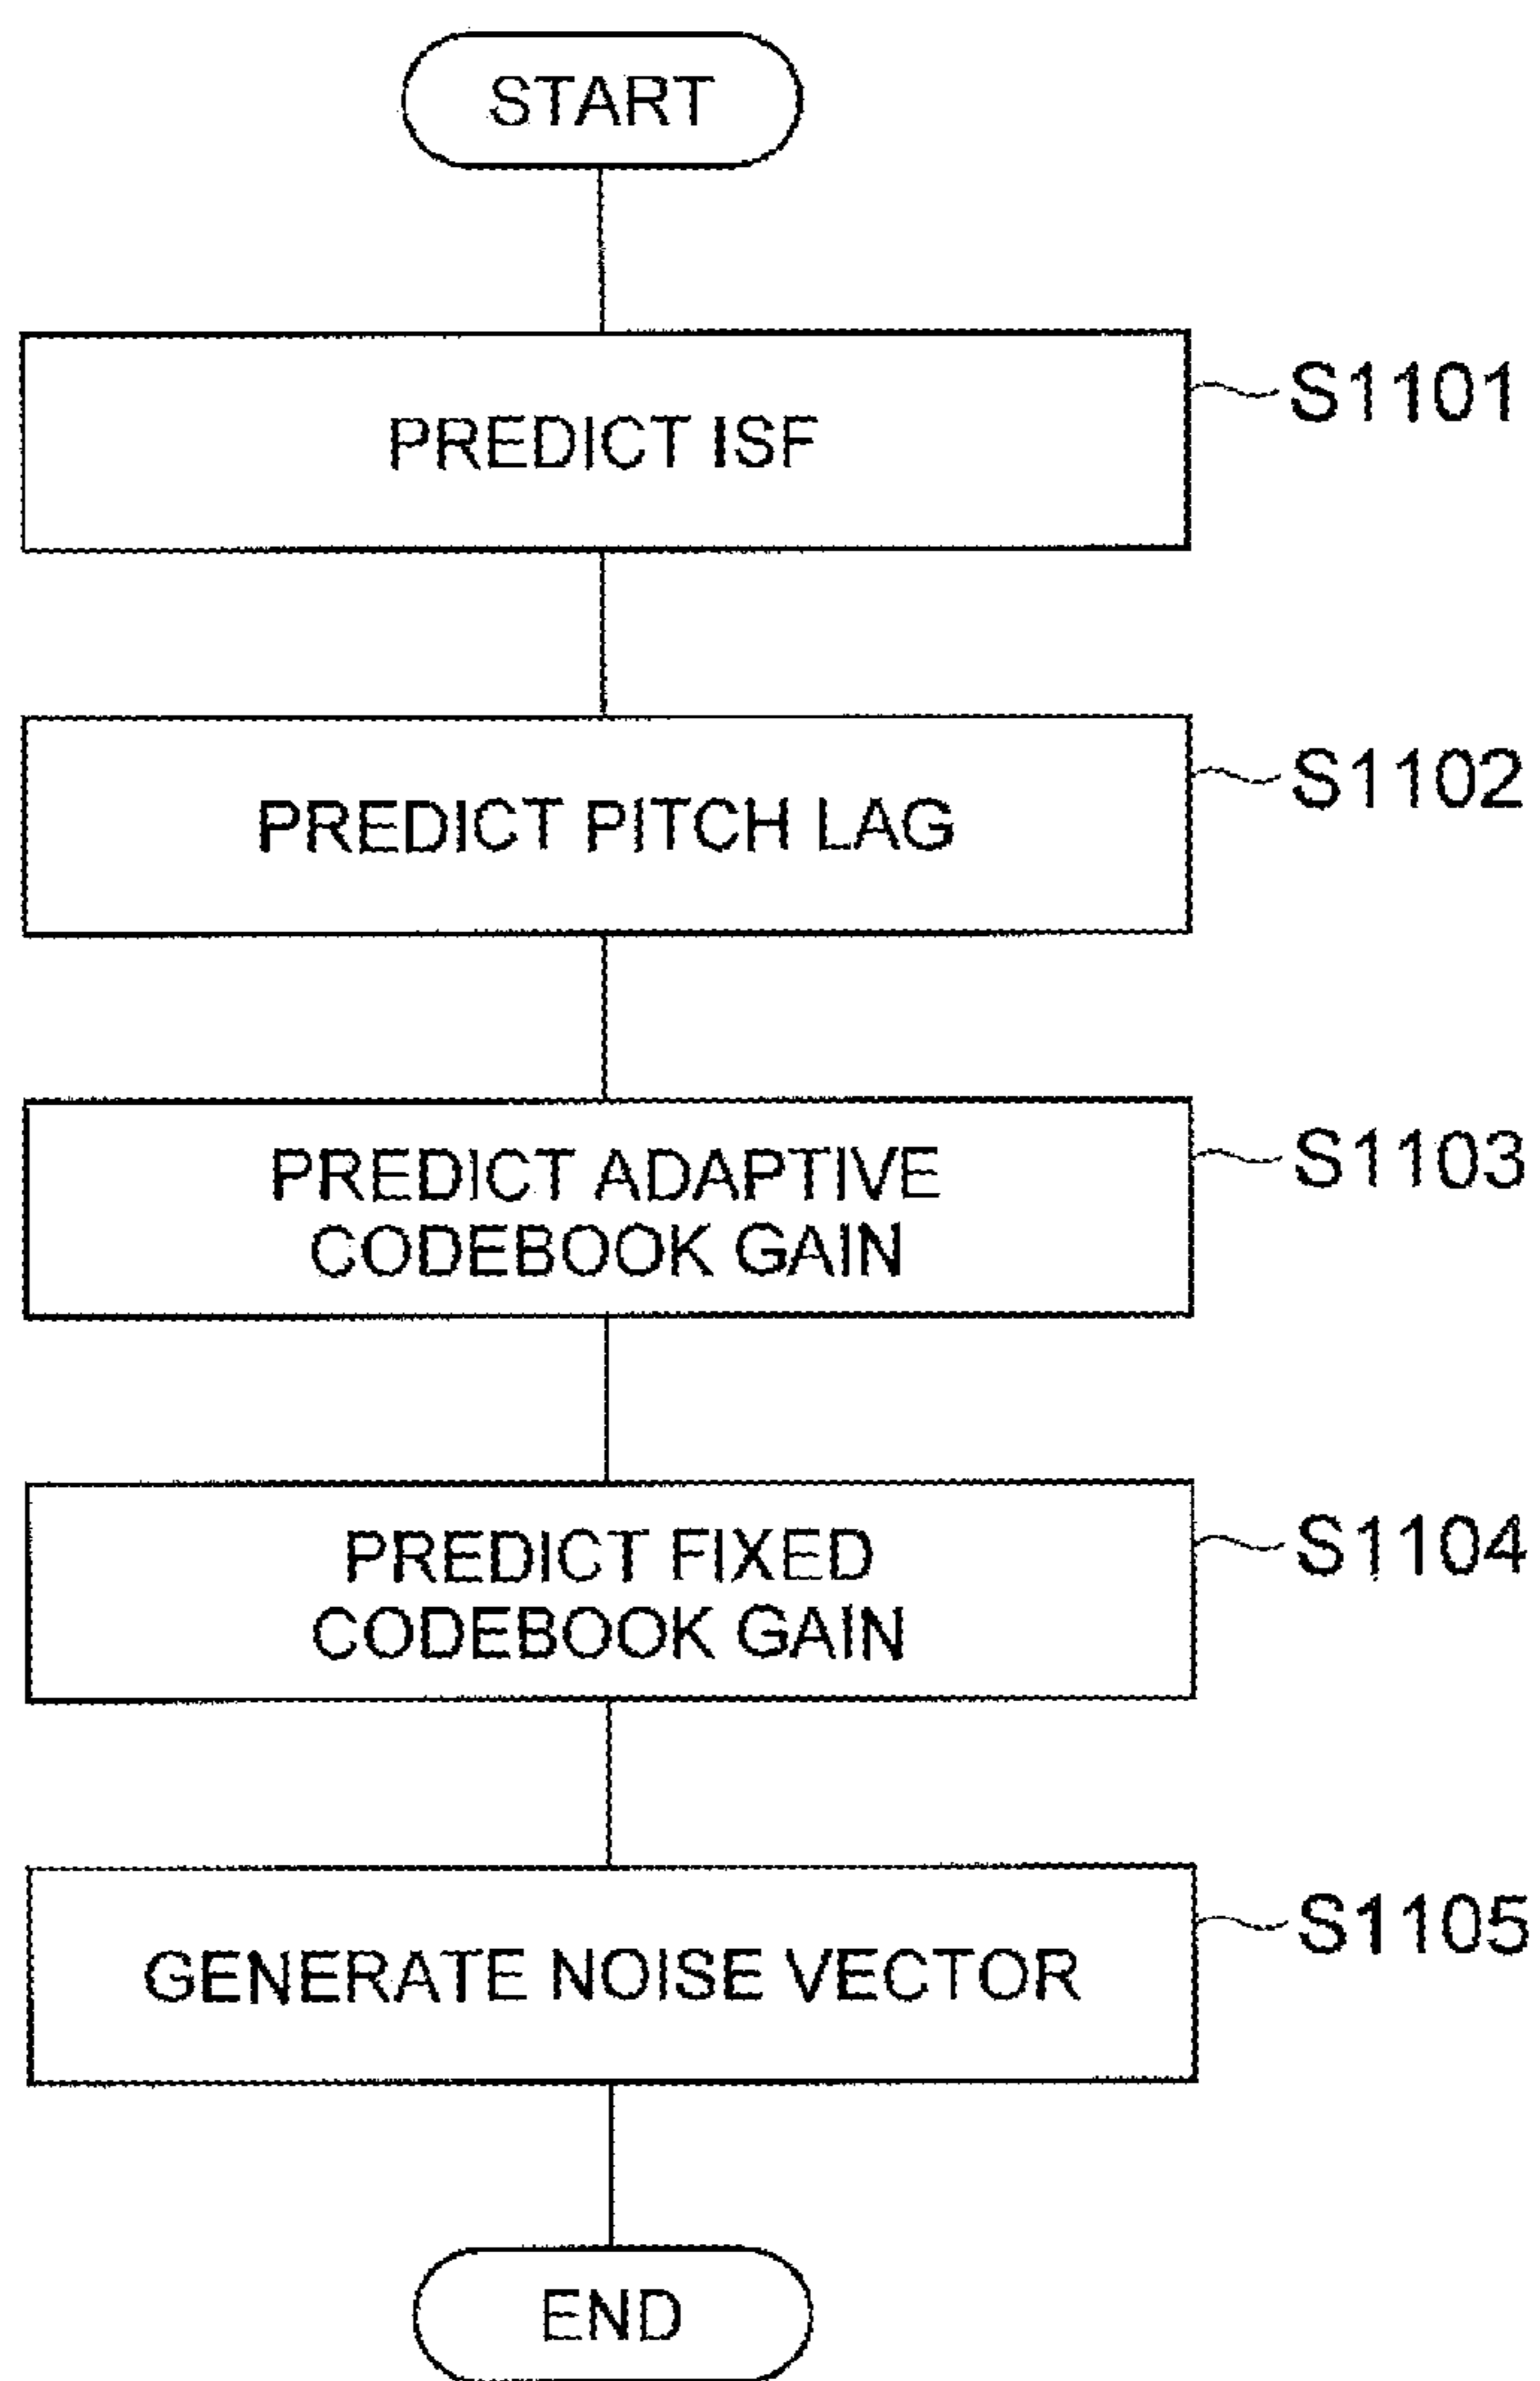 START
PREDICT ISF
S1101
PREDICT PITCH LAG
S1102
PREDICT ADAPTIVE
CODEBOOK GAIN
S1103
PREDICT FIXED
CODEBOOK GAIN
S1104
GENERATE NOISE VECTOR
S1105
END